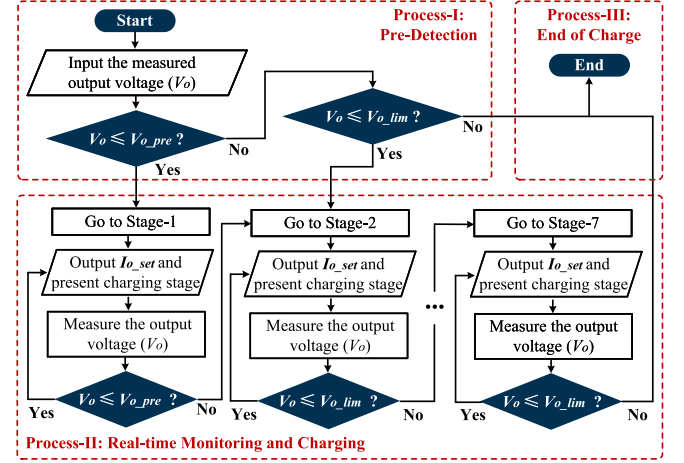 Start
Process-I:
Pre-Detection
Process-III:
End of Charge
Input the measured
output voltage (Vo)
End
Vo ≤ Vo_pre ?
No
Vo ≤ Vo_lim ?
No
Yes
Yes
Go to Stage-1
Go to Stage-2
Go to Stage-7
Output Io_set and
present charging stage
Output Io_set and
present charging stage
Output Io_set and
present charging stage
...
Measure the output
voltage (Vo)
Measure the output
voltage (Vo)
Measure the output
voltage (Vo)
Vo ≤ Vo_pre ?
Yes
No
Vo ≤ Vo_lim ?
Yes
No
Vo ≤ Vo_lim ?
Yes
No
Process-II: Real-time Monitoring and Charging